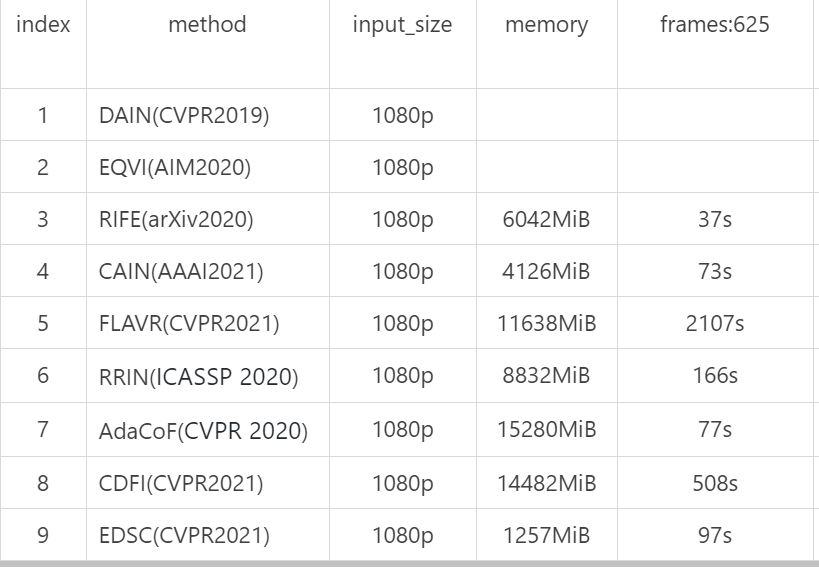 index method input_size memory frames:625
1 DAIN(CVPR2019) 1080p
2 EQVI(AIM2020) 1080p
3 RIFE(arXiv2020) 1080p 6042MiB 37s
4 CAIN(AAAI2021) 1080p 4126MiB 73s
5 FLAVR(CVPR2021) 1080p 11638MiB 2107s
6 RRIN(ICASSP 2020) 1080p 8832MiB 166s
7 AdaCoF(CVPR 2020) 1080p 15280MiB 77s
8 CDFI(CVPR2021) 1080p 14482MiB 508s
9 EDSC(CVPR2021) 1080p 1257MiB 97s